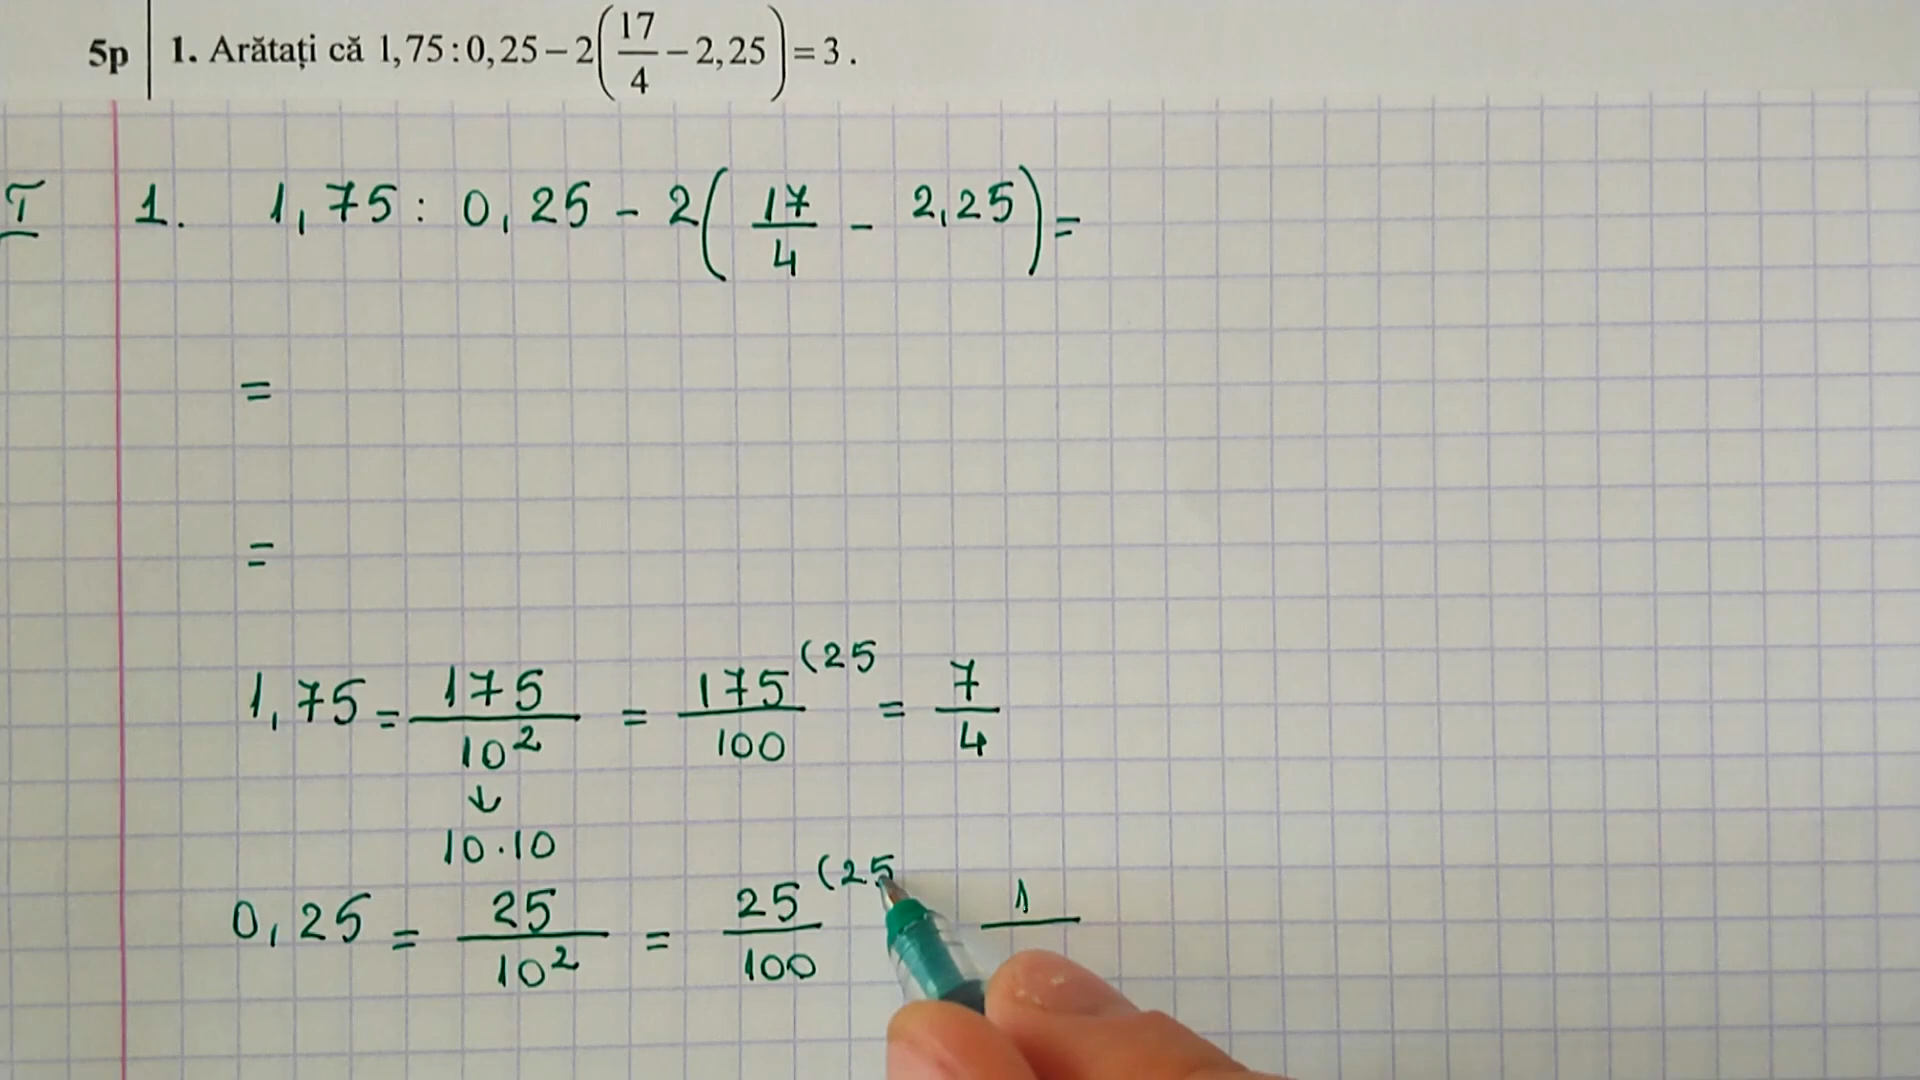 5p 1. Arătați că 1,75 : 0,25 − 2(17/4 − 2,25) = 3 .
I 1. 1,75 : 0,25 - 2(17/4 - 2,25) =
=
=
1,75 = 175/10² = 175/100 (25 = 7/4
↓
10·10
0,25 = 25/10² = 25/100 (25 1/